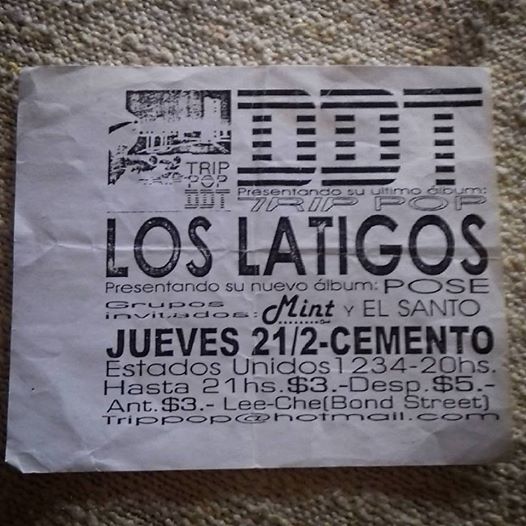 TRIP
POP
DDT
DDT
Presentando su ultimo álbum:
7RIP POP
LOS LATIGOS
Presentando su nuevo álbum: POSE
Grupos
invitados: Mint Y EL SANTO
JUEVES 21/2-CEMENTO
Estados Unidos1234-20hs.
Hasta 21hs.$3.-Desp.$5.-
Ant.$3.- Lee-Che(Bond Street)
Trippop@hotmail.com